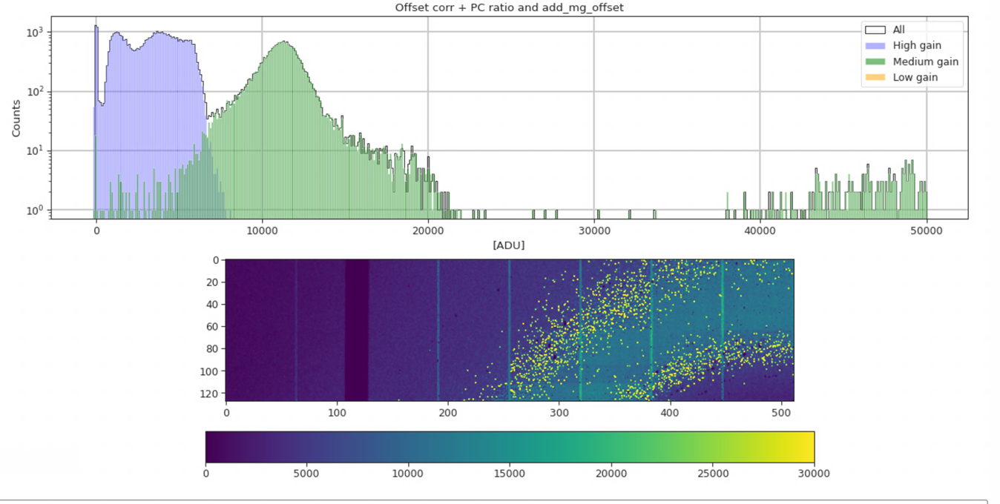 Offset corr + PC ratio and add_mg_offset
Counts
10³
10²
10¹
10⁰
All
High gain
Medium gain
Low gain
0 10000 20000 30000 40000 50000
[ADU]
0
20
40
60
80
100
120
0 100 200 300 400 500
0 5000 10000 15000 20000 25000 30000